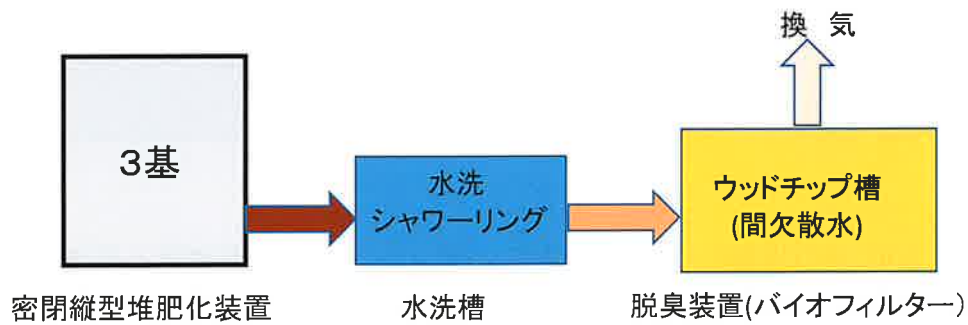 換 気
3基
水洗
シャワーリング
ウッドチップ槽
(間欠散水)
密閉縦型堆肥化装置
水洗槽
脱臭装置(バイオフィルター)